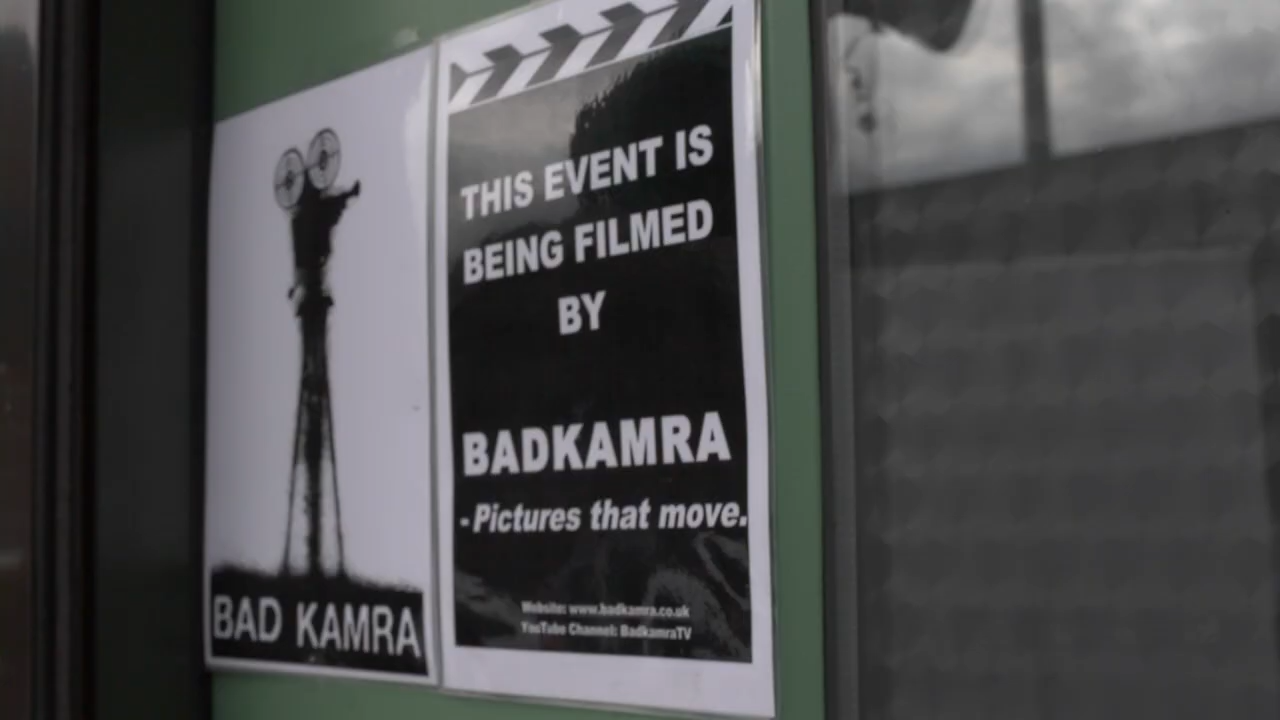 BAD KAMRA
THIS EVENT IS
BEING FILMED
BY
BADKAMRA
- Pictures that move.
Website: www.badkamra.co.uk
YouTube Channel: BadkamraTV